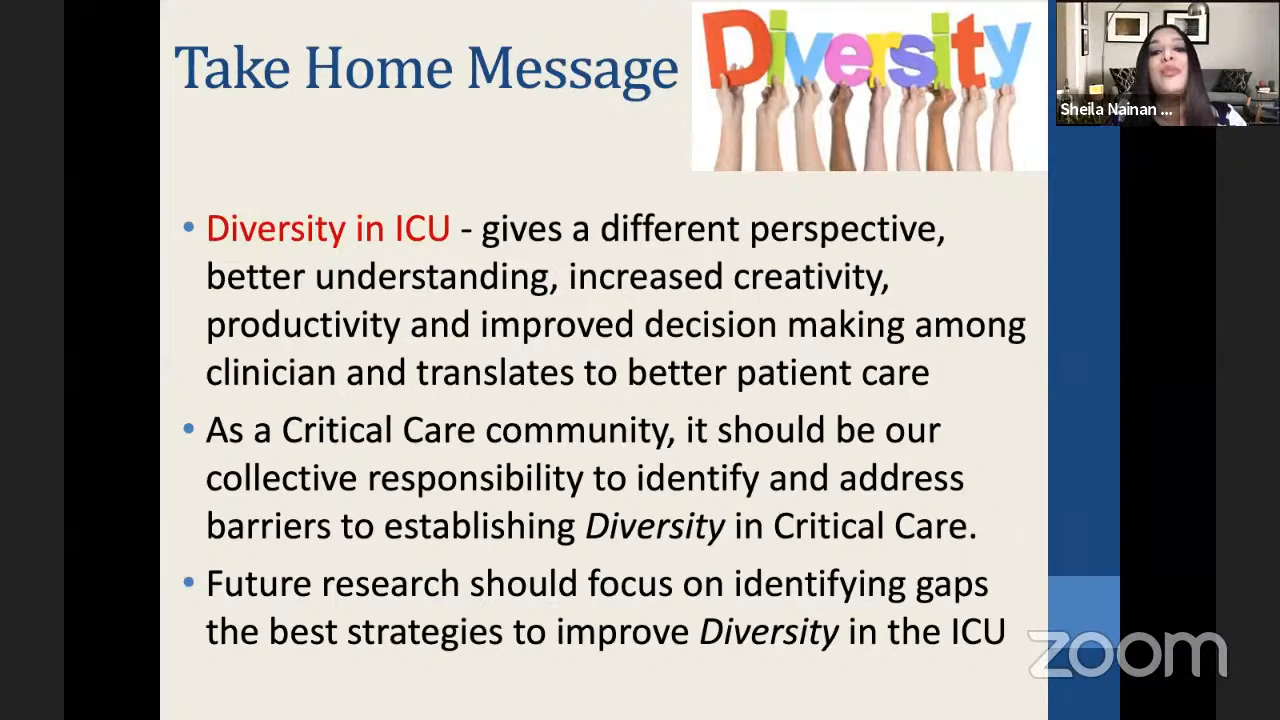 Take Home Message
Diversity
Sheila Nainan ...
• Diversity in ICU - gives a different perspective,
better understanding, increased creativity,
productivity and improved decision making among
clinician and translates to better patient care
• As a Critical Care community, it should be our
collective responsibility to identify and address
barriers to establishing Diversity in Critical Care.
• Future research should focus on identifying gaps
the best strategies to improve Diversity in the ICU
zoom